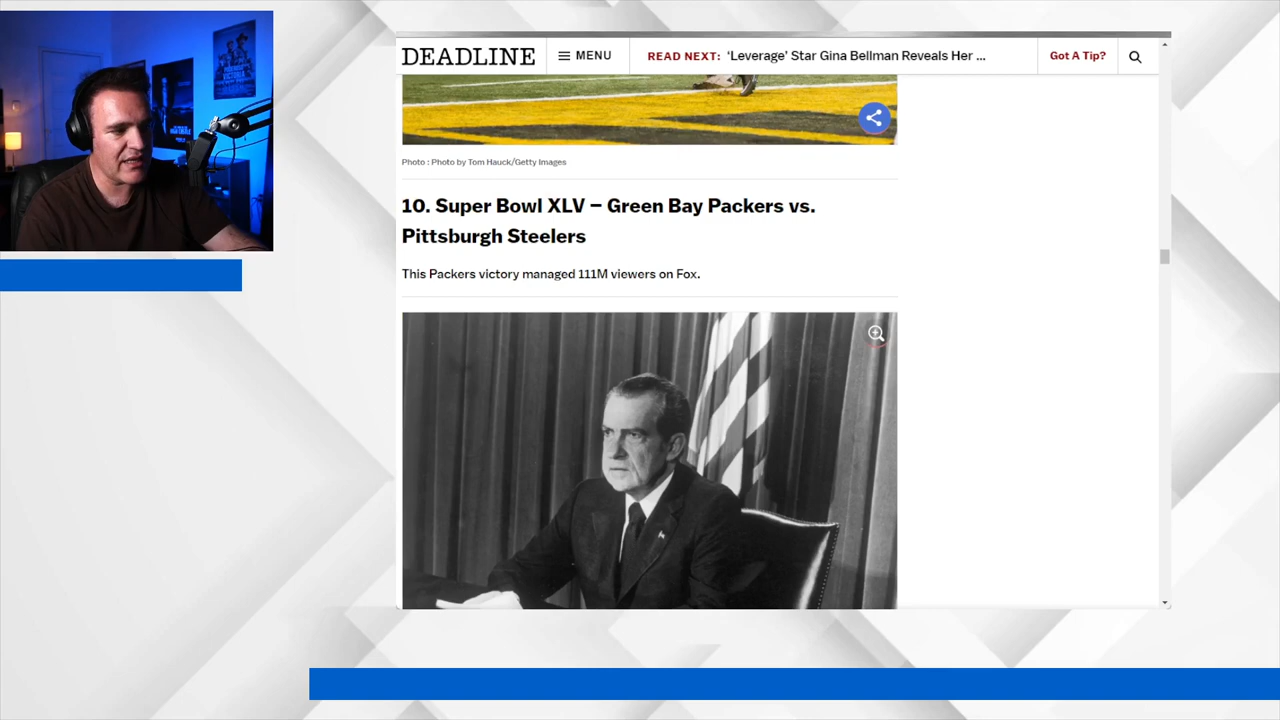 DEADLINE
MENU
READ NEXT: ‘Leverage’ Star Gina Bellman Reveals Her ...
Got A Tip?
Photo : Photo by Tom Hauck/Getty Images
10. Super Bowl XLV – Green Bay Packers vs.
Pittsburgh Steelers
This Packers victory managed 111M viewers on Fox.